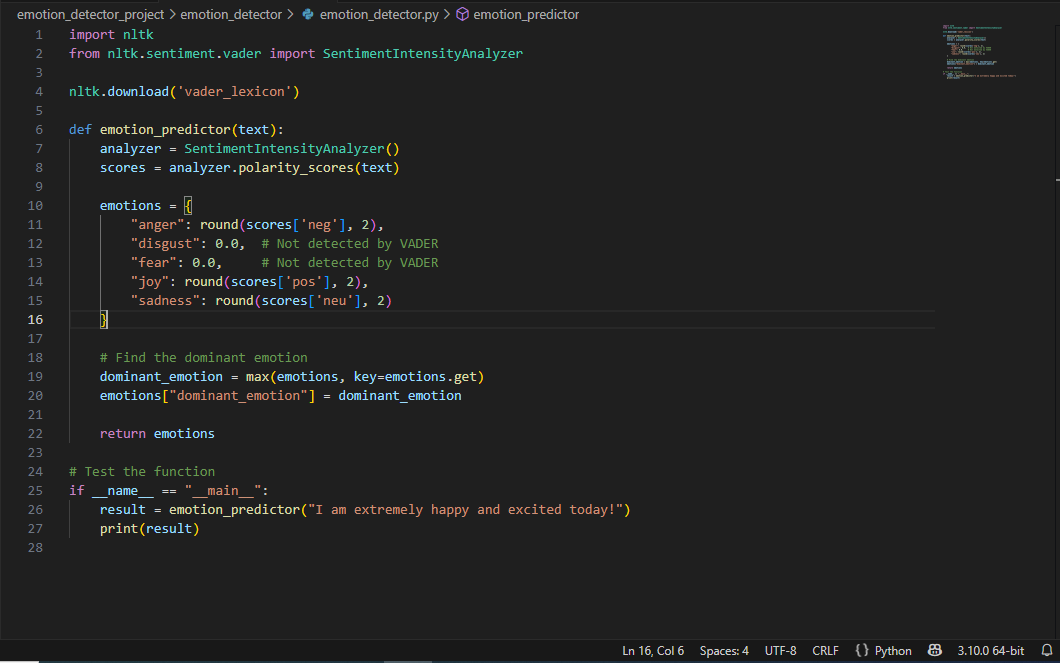 emotion_detector_project > emotion_detector > emotion_detector.py > emotion_predictor
1 import nltk
2 from nltk.sentiment.vader import SentimentIntensityAnalyzer
3
4 nltk.download('vader_lexicon')
5
6 def emotion_predictor(text):
7     analyzer = SentimentIntensityAnalyzer()
8     scores = analyzer.polarity_scores(text)
9
10     emotions = {
11         "anger": round(scores['neg'], 2),
12         "disgust": 0.0,  # Not detected by VADER
13         "fear": 0.0,     # Not detected by VADER
14         "joy": round(scores['pos'], 2),
15         "sadness": round(scores['neu'], 2)
16     }
17
18     # Find the dominant emotion
19     dominant_emotion = max(emotions, key=emotions.get)
20     emotions["dominant_emotion"] = dominant_emotion
21
22     return emotions
23
24 # Test the function
25 if __name__ == "__main__":
26     result = emotion_predictor("I am extremely happy and excited today!")
27     print(result)
28
Ln 16, Col 6 Spaces: 4 UTF-8 CRLF {} Python 3.10.0 64-bit